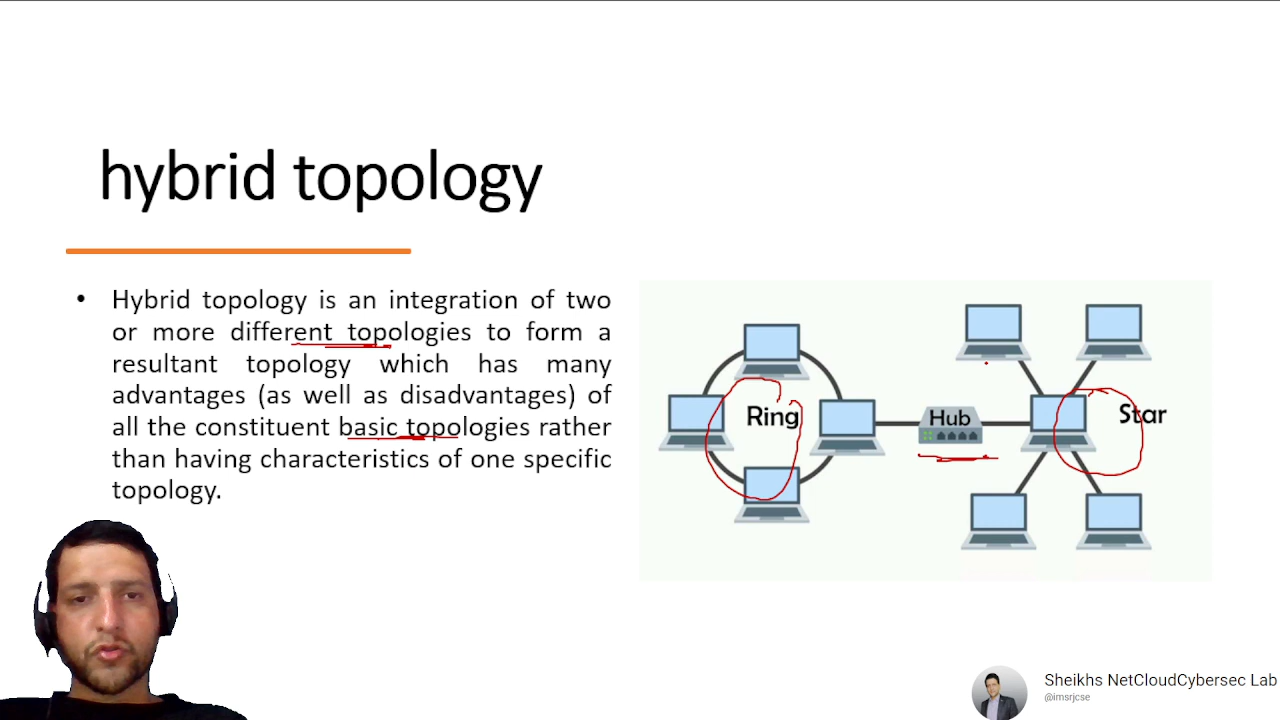 hybrid topology
• Hybrid topology is an integration of two
or more different topologies to form a
resultant topology which has many
advantages (as well as disadvantages) of
all the constituent basic topologies rather
than having characteristics of one specific
topology.
Ring
Hub
Star
Sheikhs NetCloudCybersec Lab
@imsrjcse